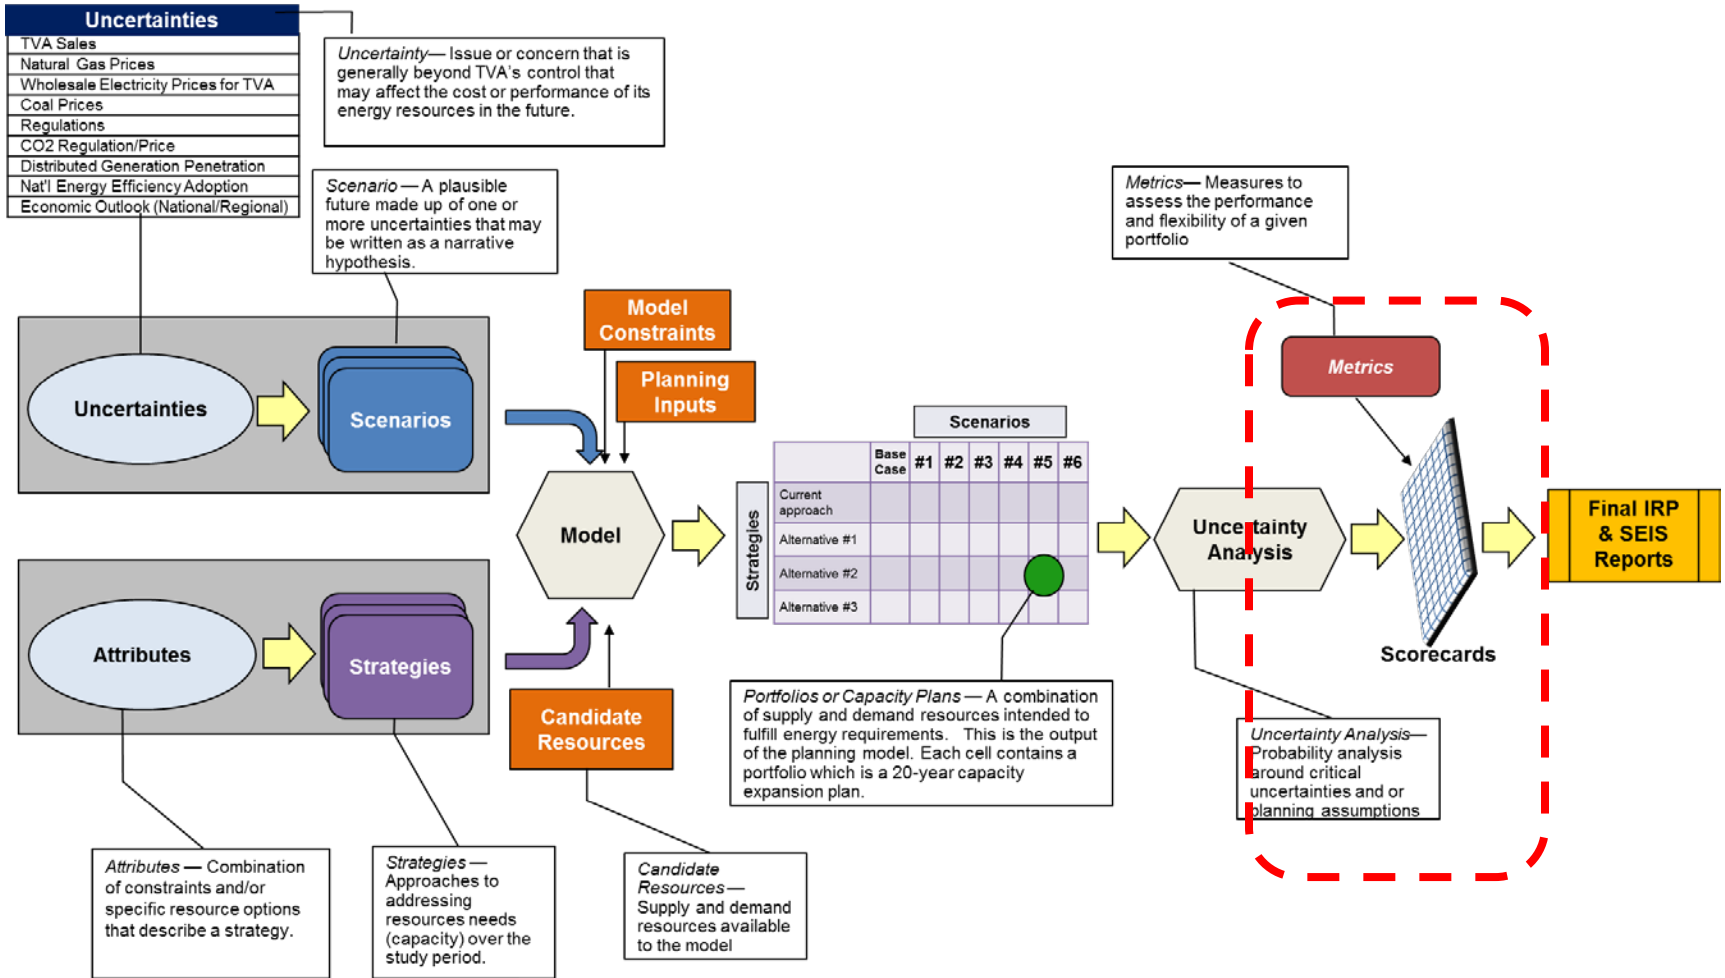 Uncertainties
TVA Sales
Natural Gas Prices
Wholesale Electricity Prices for TVA
Coal Prices
Regulations
CO2 Regulation/Price
Distributed Generation Penetration
Nat'l Energy Efficiency Adoption
Economic Outlook (National/Regional)
Uncertainty— Issue or concern that is
generally beyond TVA's control that
may affect the cost or performance of its
energy resources in the future.
Scenario — A plausible
future made up of one or
more uncertainties that may
be written as a narrative
hypothesis.
Metrics— Measures to
assess the performance
and flexibility of a given
portfolio
Uncertainties
Scenarios
Model
Constraints
Planning
Inputs
Model
Attributes
Strategies
Candidate
Resources
Scenarios
Strategies
Base
Case
#1
#2
#3
#4
#5
#6
Current
approach
Alternative #1
Alternative #2
Alternative #3
Uncertainty
Analysis
Metrics
Scorecards
Final IRP
& SEIS
Reports
Portfolios or Capacity Plans — A combination
of supply and demand resources intended to
fulfill energy requirements. This is the output
of the planning model. Each cell contains a
portfolio which is a 20-year capacity
expansion plan.
Uncertainty Analysis—
Probability analysis
around critical
uncertainties and or
planning assumptions
Attributes — Combination
of constraints and/or
specific resource options
that describe a strategy.
Strategies —
Approaches to
addressing
resources needs
(capacity) over the
study period.
Candidate
Resources —
Supply and demand
resources available
to the model